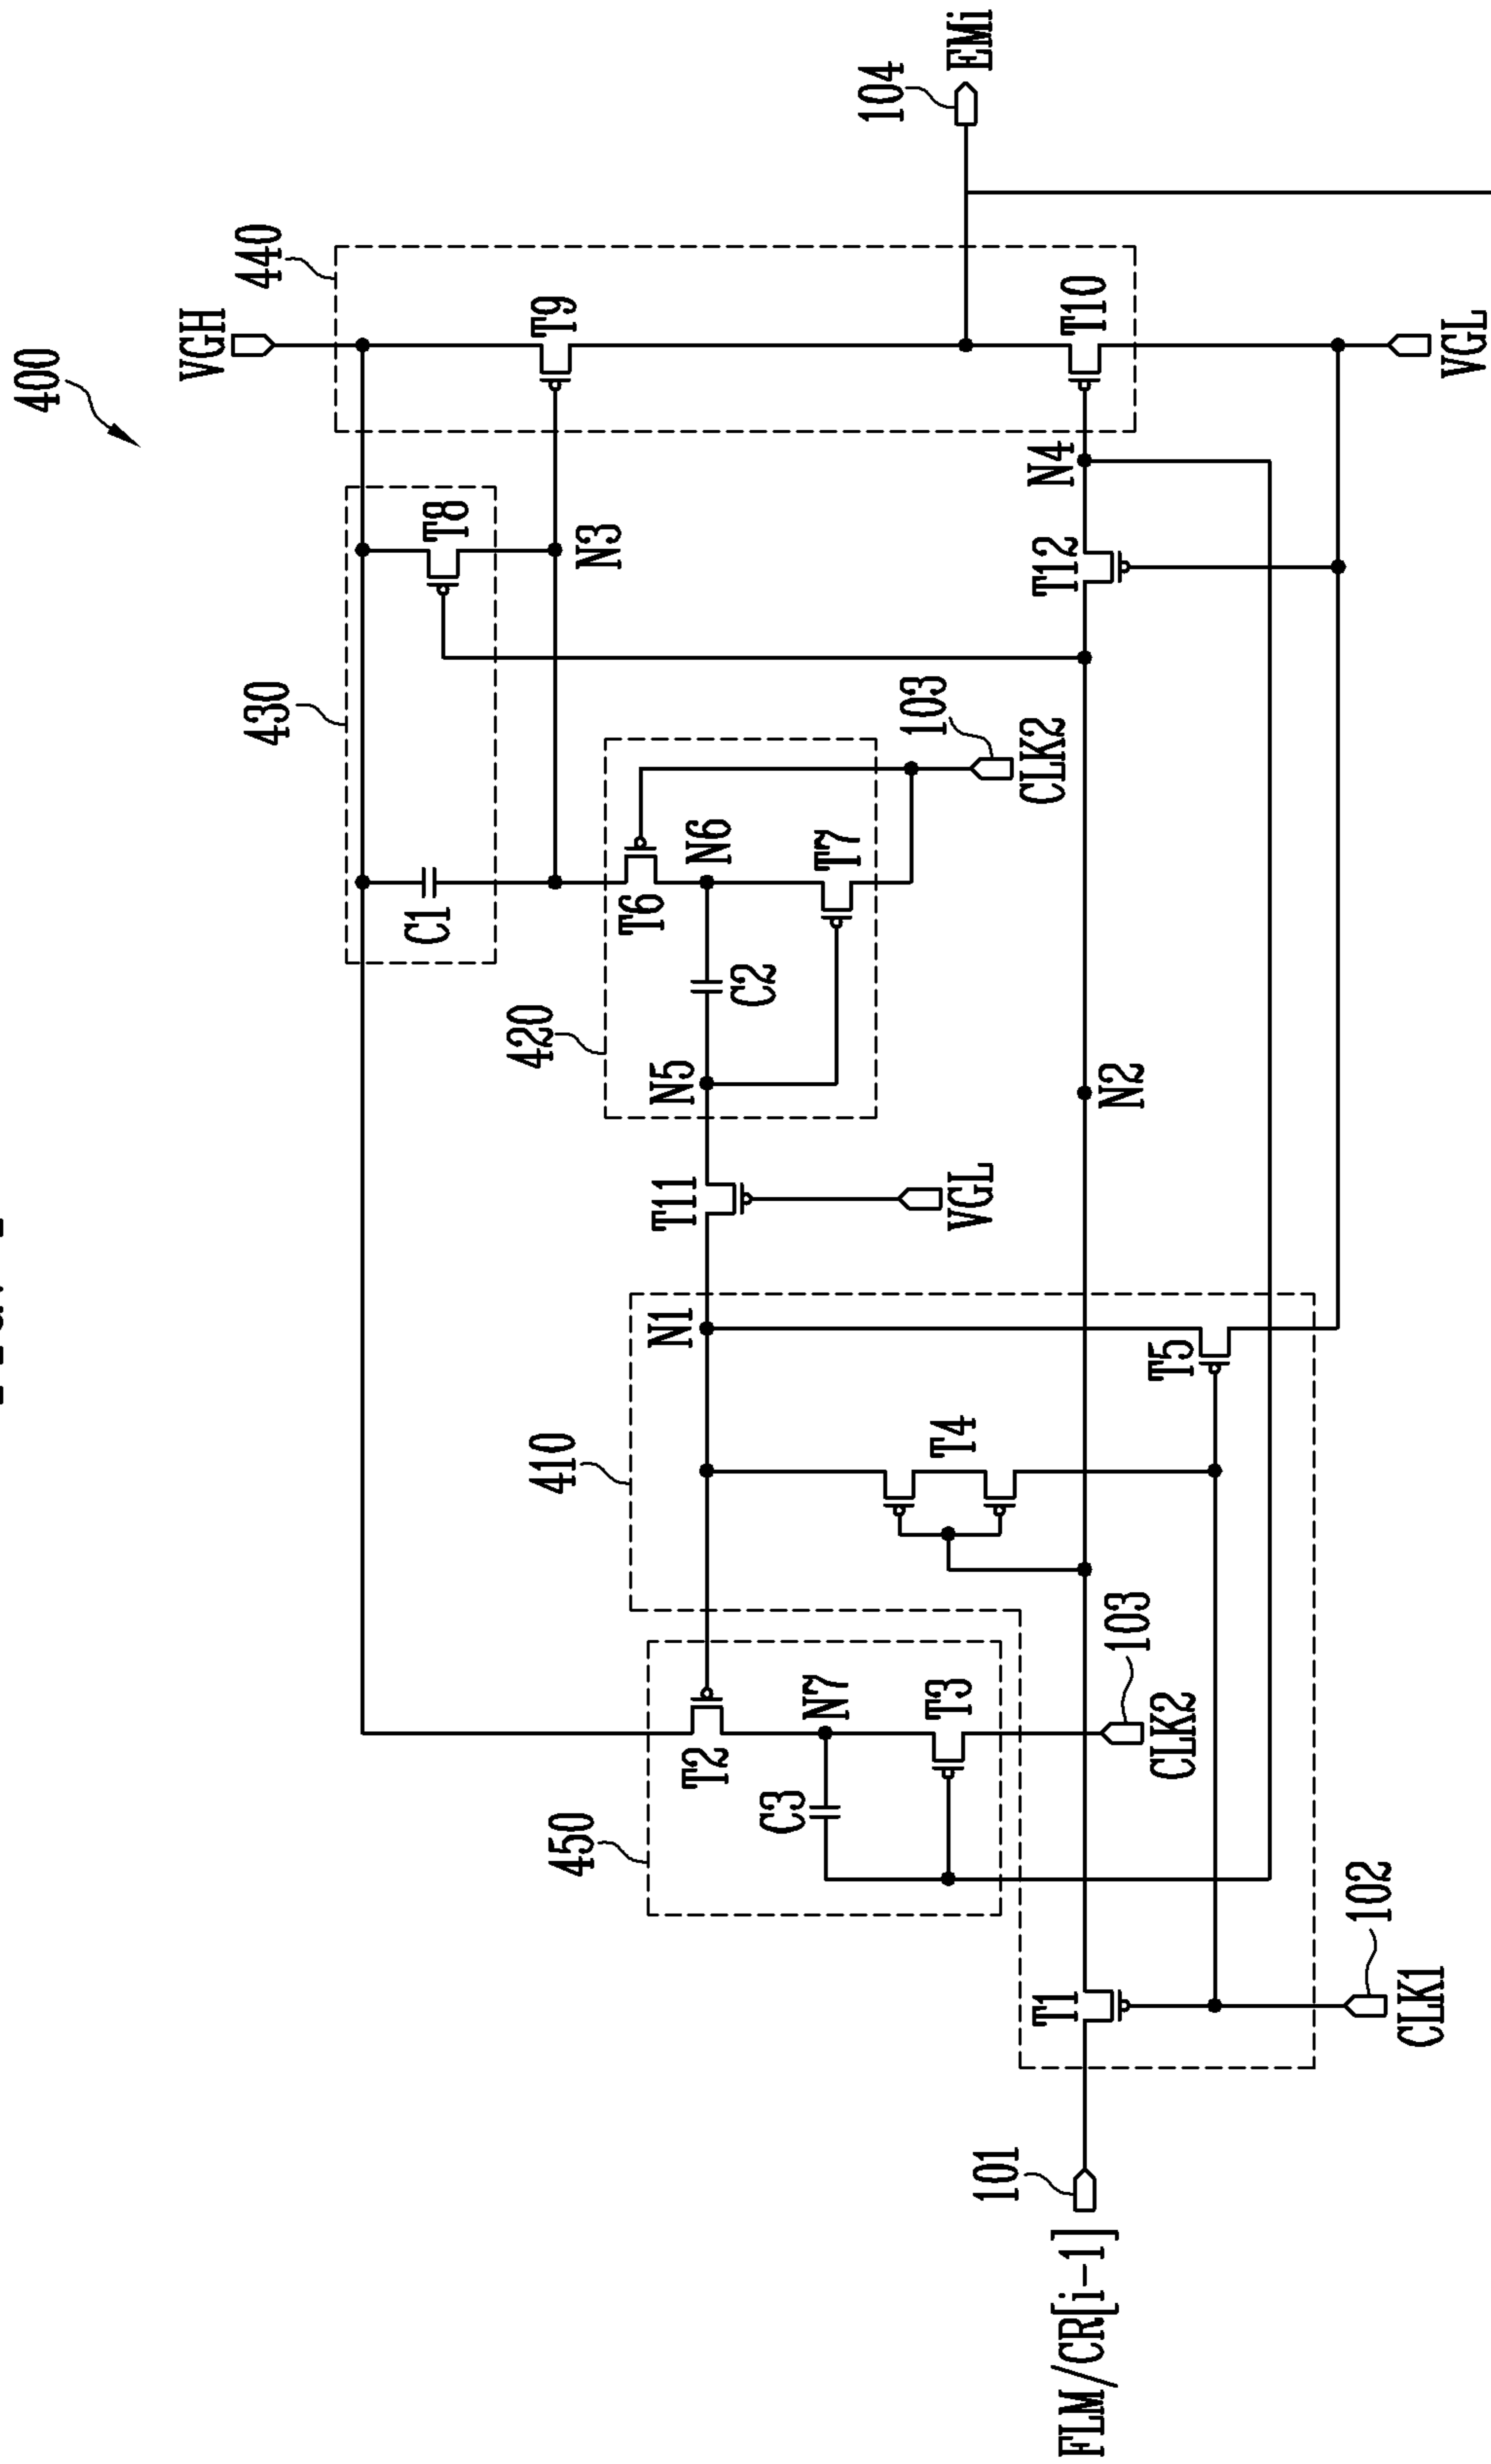 400
VGH
440
430
T8
T9
104
EMi
C1
N3
420
T6
N6
103
CLK2
C2
T7
N5
T11
VGL
N2
T12
N4
T10
VGL
410
N1
T4
T5
450
T2
N7
C3
T3
103
CLK2
T1
102
CLK1
101
FLM/CR[i-1]